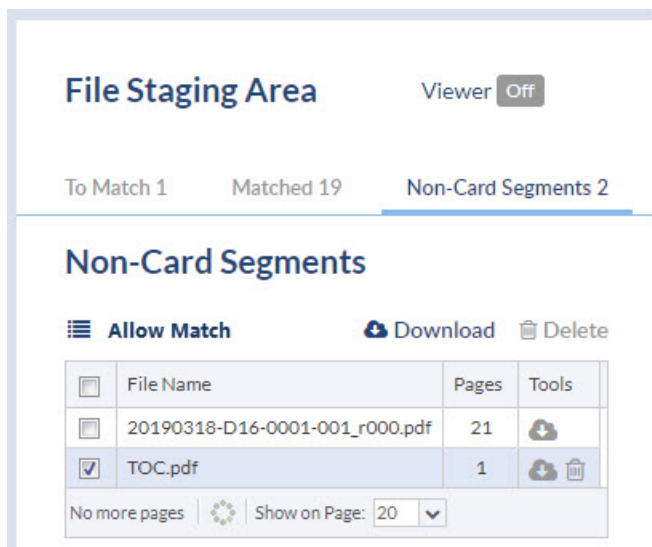 File Staging Area Viewer Off
To Match 1 Matched 19 Non-Card Segments 2
Non-Card Segments
Allow Match Download Delete
File Name Pages Tools
20190318-D16-0001-001_r000.pdf 21
TOC.pdf 1
No more pages Show on Page: 20